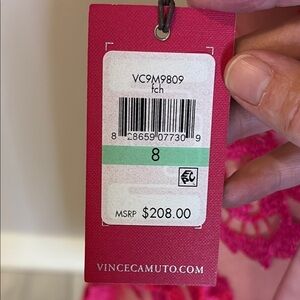 VC9M9809
fch
8 28659 07730 9
8
MSRP $208.00
VINCECAMUTO.COM